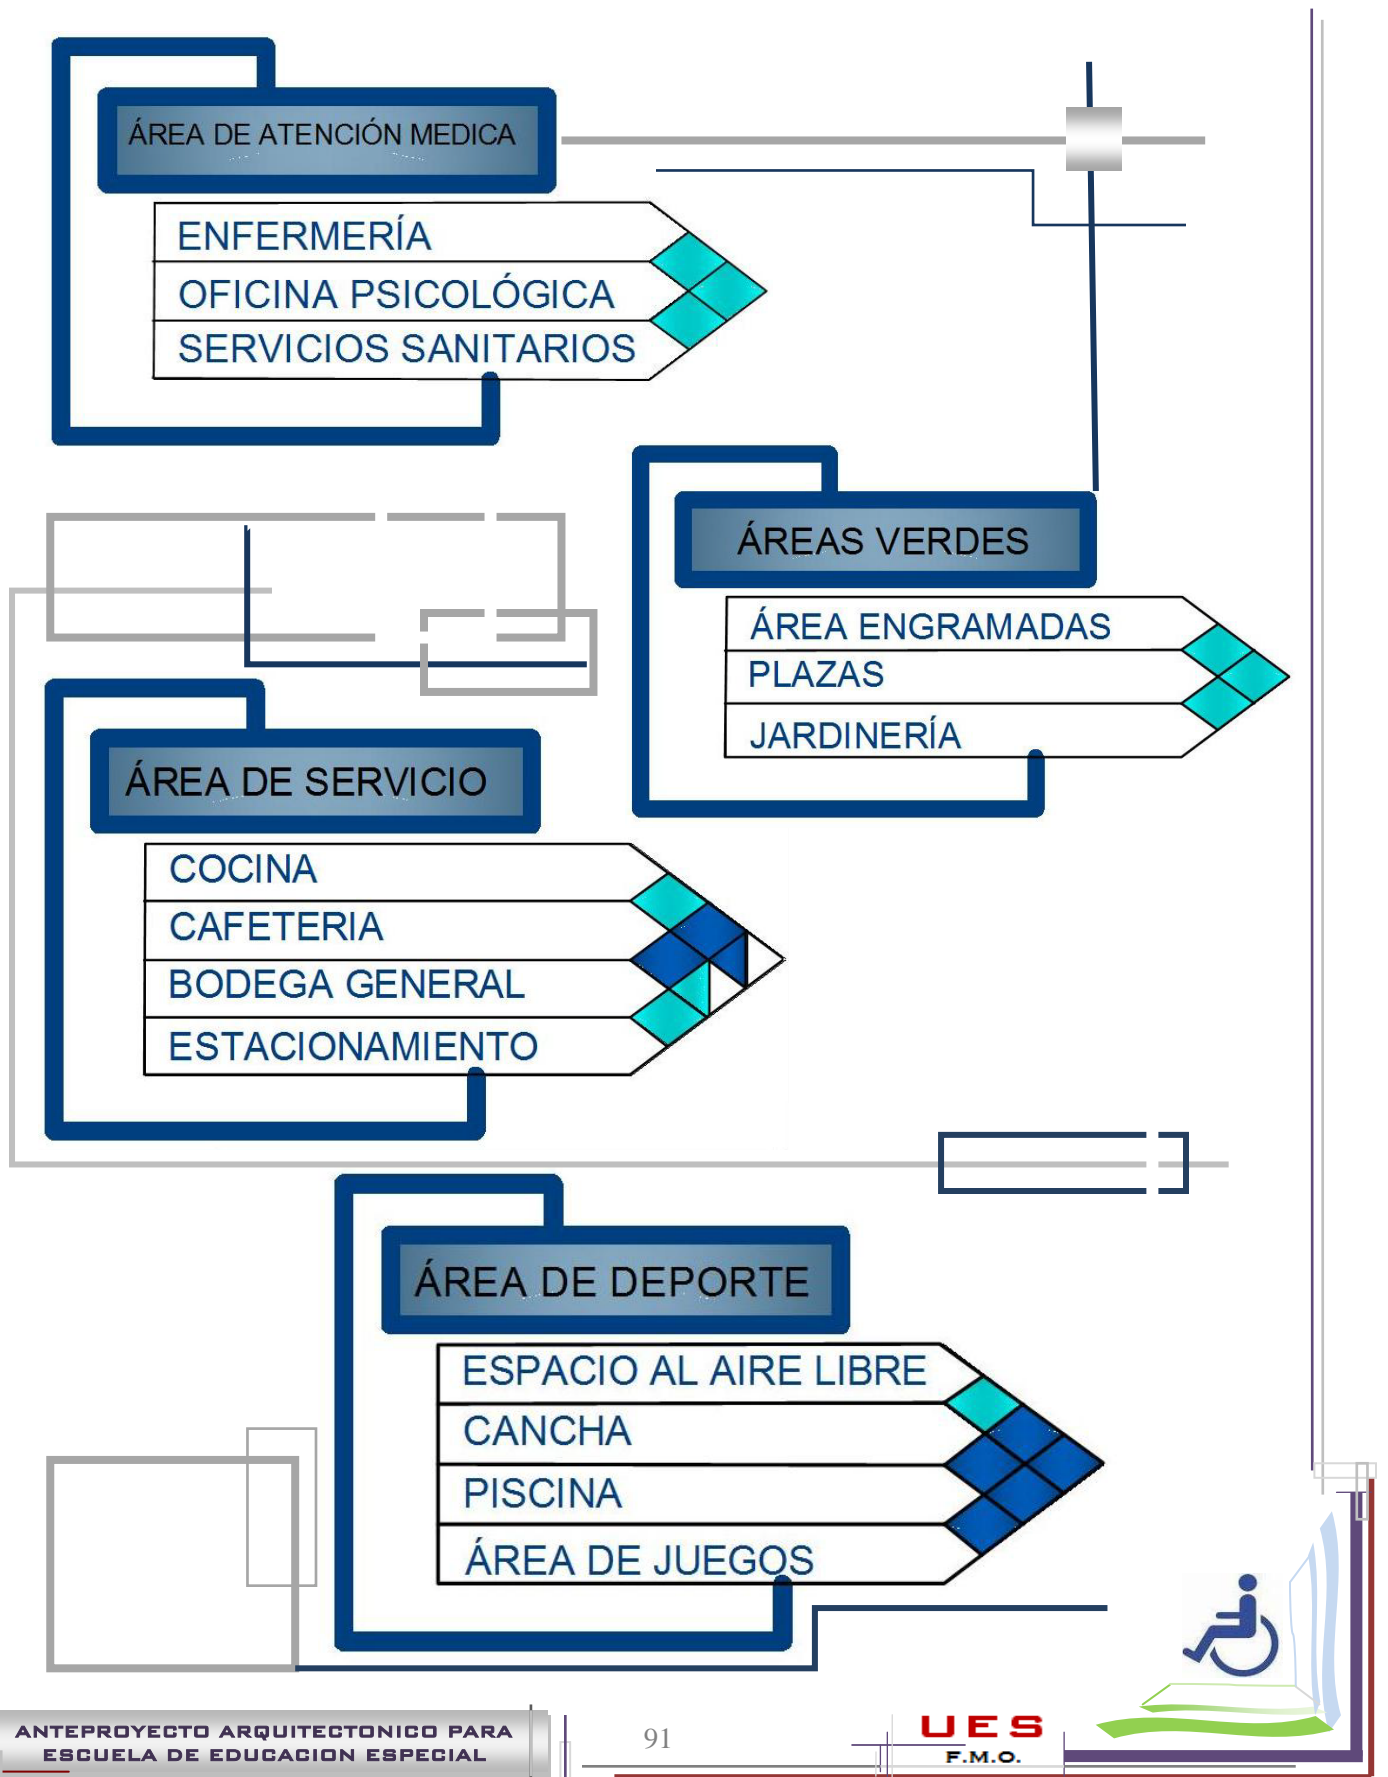 ÁREA DE ATENCIÓN MEDICA
ENFERMERÍA
OFICINA PSICOLÓGICA
SERVICIOS SANITARIOS
ÁREAS VERDES
ÁREA ENGRAMADAS
PLAZAS
JARDINERÍA
ÁREA DE SERVICIO
COCINA
CAFETERIA
BODEGA GENERAL
ESTACIONAMIENTO
ÁREA DE DEPORTE
ESPACIO AL AIRE LIBRE
CANCHA
PISCINA
ÁREA DE JUEGOS
ANTEPROYECTO ARQUITECTONICO PARA
ESCUELA DE EDUCACION ESPECIAL
91
UES
F.M.O.